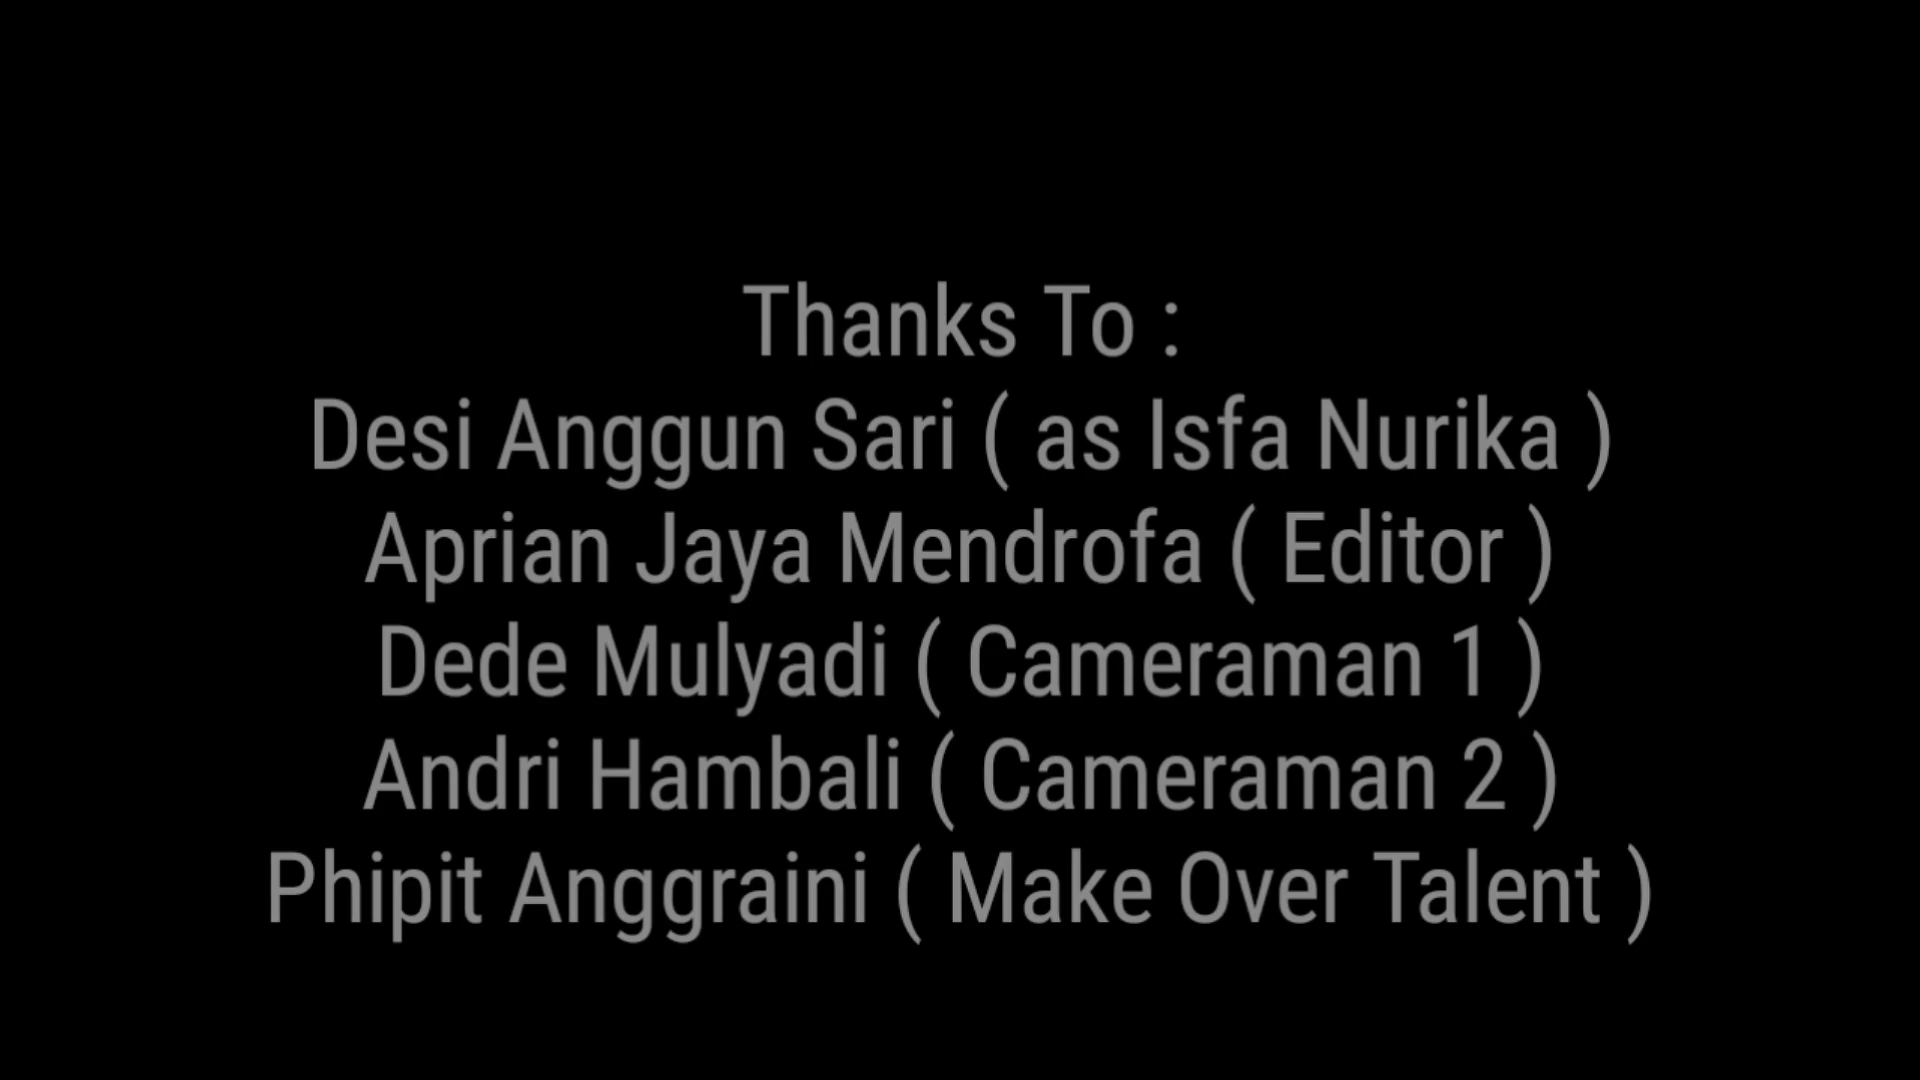 Thanks To :
Desi Anggun Sari ( as Isfa Nurika )
Aprian Jaya Mendrofa ( Editor )
Dede Mulyadi ( Cameraman 1 )
Andri Hambali ( Cameraman 2 )
Phipit Anggraini ( Make Over Talent )